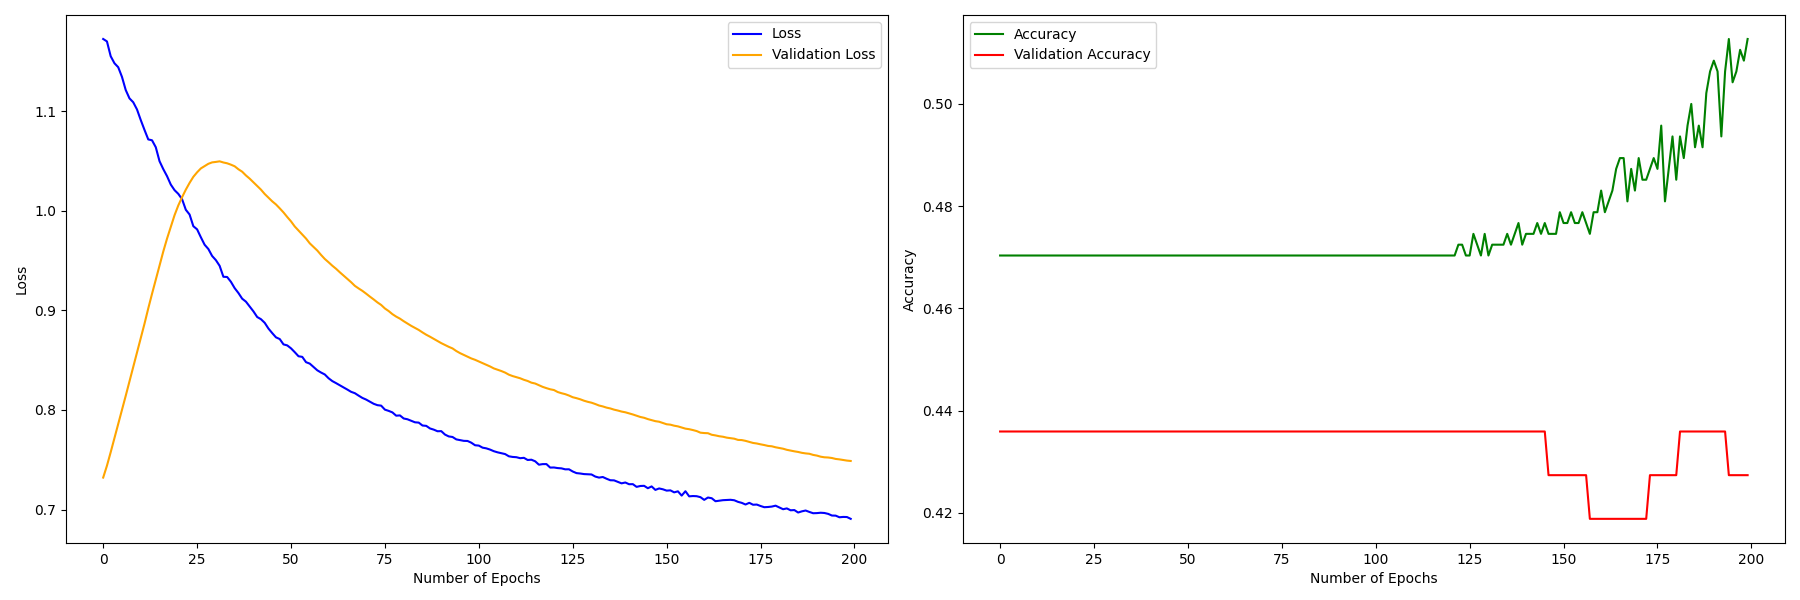 Loss
Validation Loss
1.1
1.0
0.9
0.8
0.7
Loss
0 25 50 75 100 125 150 175 200
Number of Epochs
Accuracy
Validation Accuracy
0.50
0.48
0.46
0.44
0.42
Accuracy
0 25 50 75 100 125 150 175 200
Number of Epochs